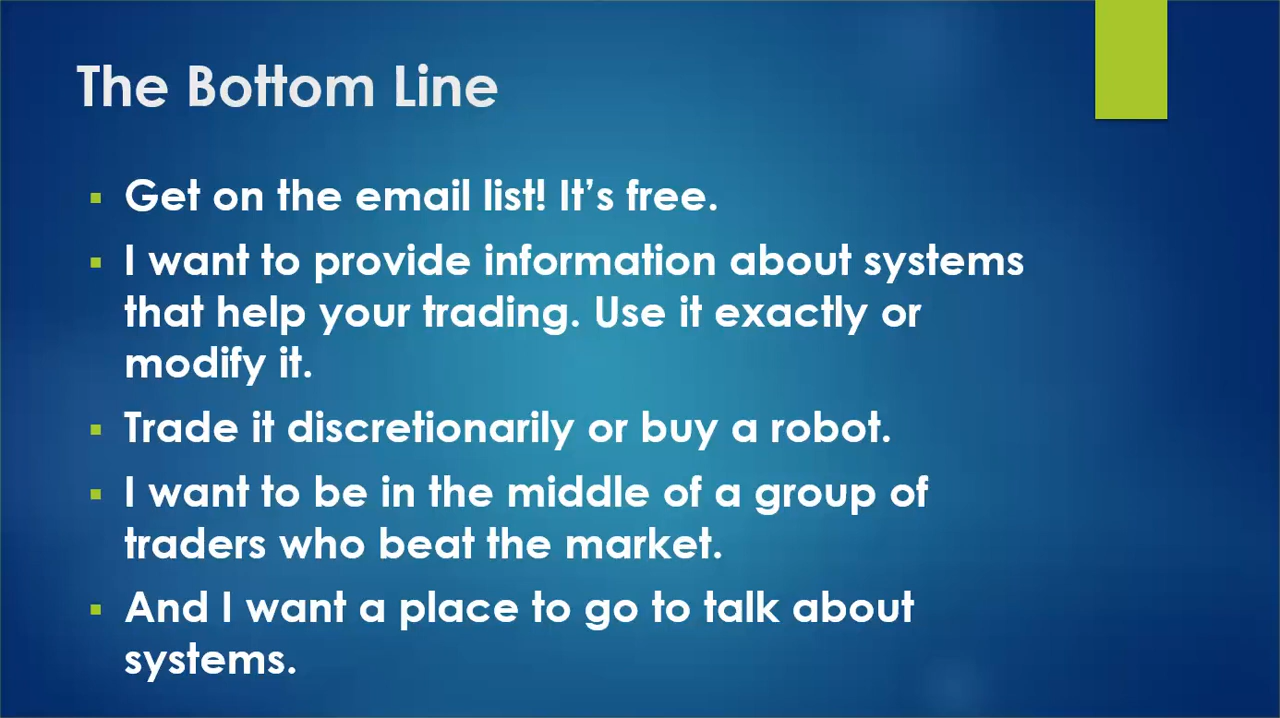 The Bottom Line
Get on the email list! It’s free.
I want to provide information about systems
that help your trading. Use it exactly or
modify it.
Trade it discretionarily or buy a robot.
I want to be in the middle of a group of
traders who beat the market.
And I want a place to go to talk about
systems.